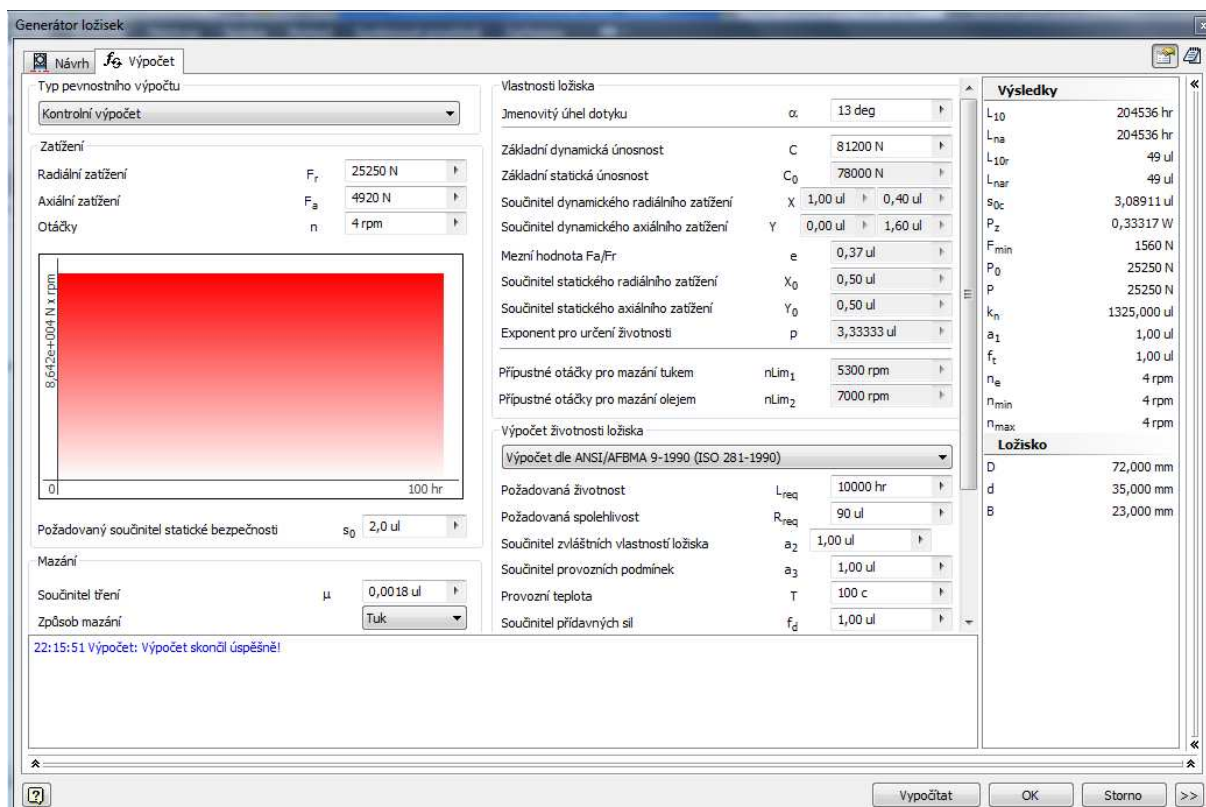 Generátor ložisek
Návrh
fG Výpočet
Typ pevnostního výpočtu
Kontrolní výpočet
Zatížení
Radiální zatížení Fr 25250 N
Axiální zatížení Fa 4920 N
Otáčky n 4 rpm
8,642e+004 N x rpm
0 100 hr
Požadovaný součinitel statické bezpečnosti s0 2,0 ul
Mazání
Součinitel tření μ 0,0018 ul
Způsob mazání Tuk
Vlastnosti ložiska
Jmenovitý úhel dotyku α 13 deg
Základní dynamická únosnost C 81200 N
Základní statická únosnost C0 78000 N
Součinitel dynamického radiálního zatížení X 1,00 ul 0,40 ul
Součinitel dynamického axiálního zatížení Y 0,00 ul 1,60 ul
Mezní hodnota Fa/Fr e 0,37 ul
Součinitel statického radiálního zatížení X0 0,50 ul
Součinitel statického axiálního zatížení Y0 0,50 ul
Exponent pro určení životnosti p 3,33333 ul
Přípustné otáčky pro mazání tukem nLim1 5300 rpm
Přípustné otáčky pro mazání olejem nLim2 7000 rpm
Výpočet životnosti ložiska
Výpočet dle ANSI/AFBMA 9-1990 (ISO 281-1990)
Požadovaná životnost Lreq 10000 hr
Požadovaná spolehlivost Rreq 90 ul
Součinitel zvláštních vlastností ložiska a2 1,00 ul
Součinitel provozních podmínek a3 1,00 ul
Provozní teplota T 100 c
Součinitel přídavných sil fd 1,00 ul
Výsledky
L10 204536 hr
Lna 204536 hr
L10r 49 ul
Lnar 49 ul
s0c 3,08911 ul
Pz 0,33317 W
Fmin 1560 N
P0 25250 N
P 25250 N
kn 1325,000 ul
a1 1,00 ul
ft 1,00 ul
ne 4 rpm
nmin 4 rpm
nmax 4 rpm
Ložisko
D 72,000 mm
d 35,000 mm
B 23,000 mm
22:15:51 Výpočet: Výpočet skončil úspěšně!
Vypočítat
OK
Storno
>>